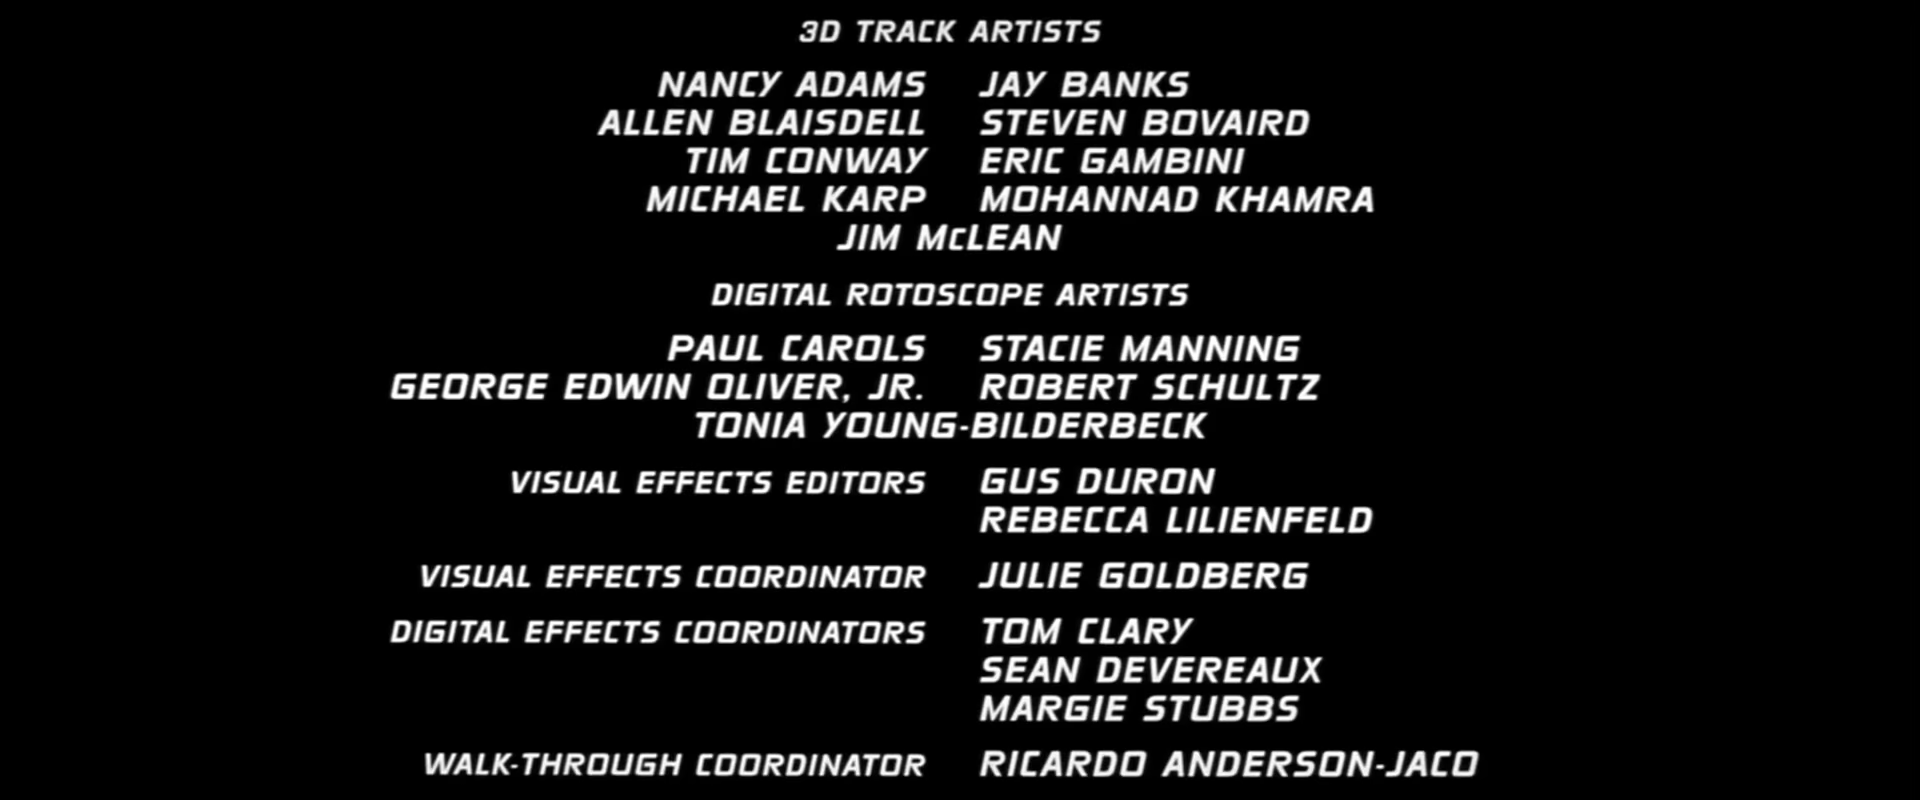 3D TRACK ARTISTS
NANCY ADAMS JAY BANKS
ALLEN BLAISDELL STEVEN BOVAIRD
TIM CONWAY ERIC GAMBINI
MICHAEL KARP MOHANNAD KHAMRA
JIM McLEAN
DIGITAL ROTOSCOPE ARTISTS
PAUL CAROLS STACIE MANNING
GEORGE EDWIN OLIVER, JR. ROBERT SCHULTZ
TONIA YOUNG-BILDERBECK
VISUAL EFFECTS EDITORS GUS DURON
REBECCA LILIENFELD
VISUAL EFFECTS COORDINATOR JULIE GOLDBERG
DIGITAL EFFECTS COORDINATORS TOM CLARY
SEAN DEVEREAUX
MARGIE STUBBS
WALK-THROUGH COORDINATOR RICARDO ANDERSON-JACO